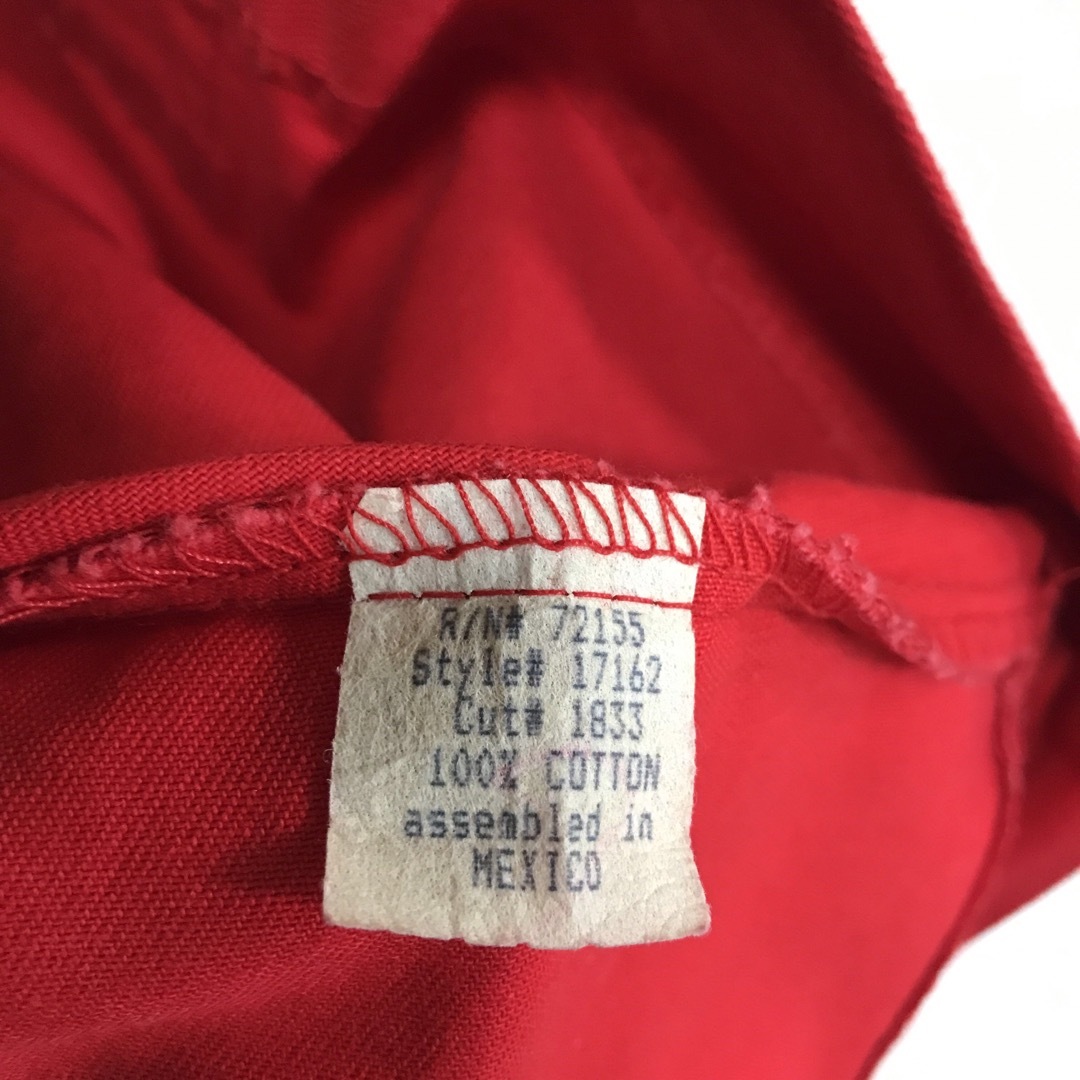 R/N# 72155
Style# 17162
Cut# 1833
100% COTTON
assembled in
MEXICO